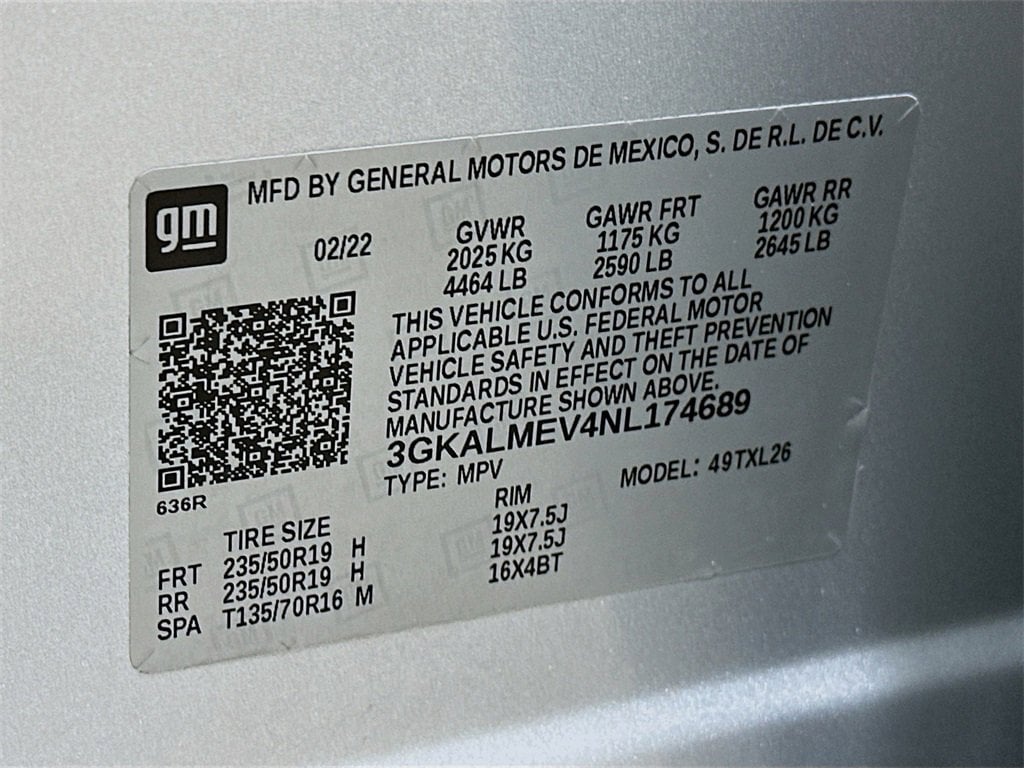 MFD BY GENERAL MOTORS DE MEXICO, S. DE R.L. DE C.V.
gm
02/22
GVWR
2025 KG
4464 LB
GAWR FRT
1175 KG
2590 LB
GAWR RR
1200 KG
2645 LB
THIS VEHICLE CONFORMS TO ALL
APPLICABLE U.S. FEDERAL MOTOR
VEHICLE SAFETY AND THEFT PREVENTION
STANDARDS IN EFFECT ON THE DATE OF
MANUFACTURE SHOWN ABOVE.
3GKALMEV4NL174689
TYPE: MPV MODEL: 49TXL26
636R
TIRE SIZE RIM
FRT 235/50R19 H 19X7.5J
RR 235/50R19 H 19X7.5J
SPA T135/70R16 M 16X4BT